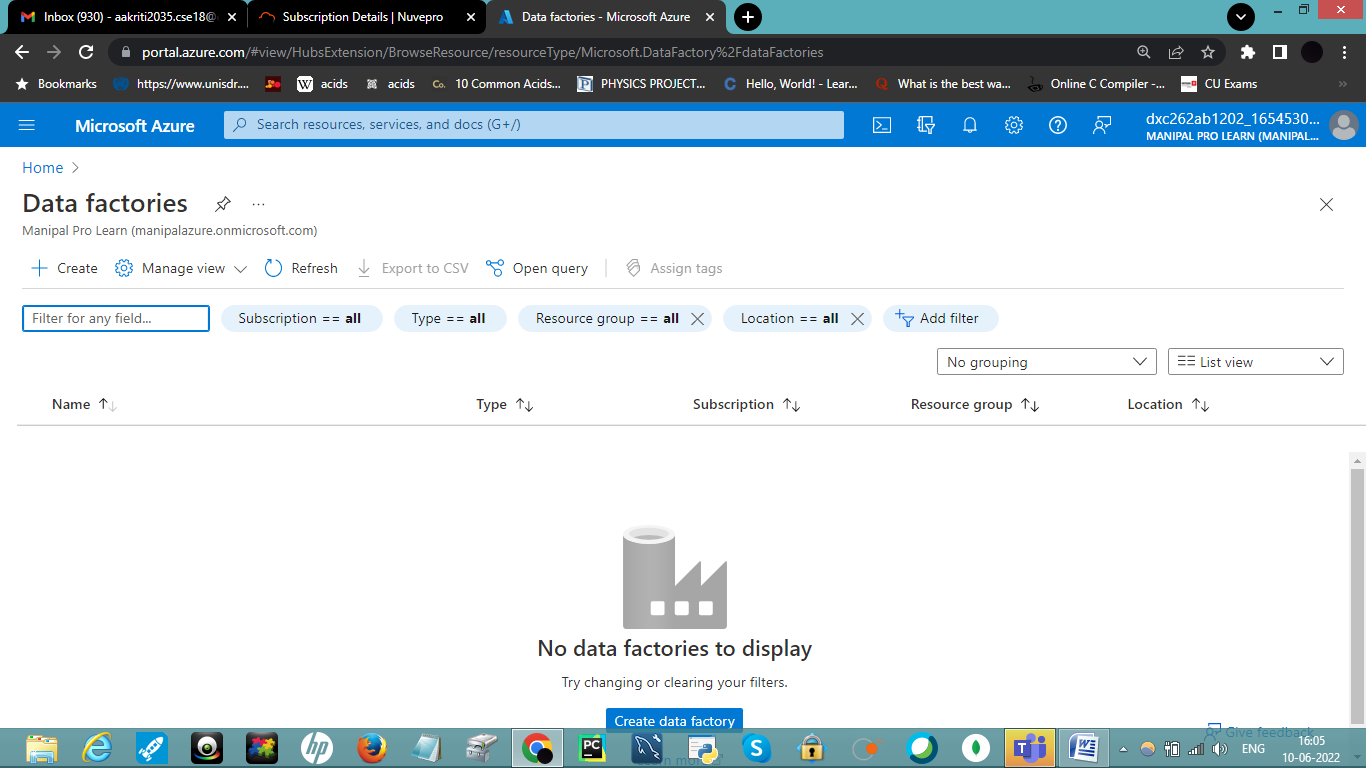 Inbox (930) - aakriti2035.cse18@
Subscription Details | Nuvepro
Data factories - Microsoft Azure
portal.azure.com/#view/HubsExtension/BrowseResource/resourceType/Microsoft.DataFactory%2FdataFactories
Bookmarks
https://www.unisdr....
W acids
acids
Co. 10 Common Acids...
PHYSICS PROJECT...
C Hello, World! - Lear...
Q What is the best wa...
Online C Compiler -...
CU Exams
»
Microsoft Azure
Search resources, services, and docs (G+/)
dxc262ab1202_1654530...
MANIPAL PRO LEARN (MANIPAL...
Home >
Data factories
...
Manipal Pro Learn (manipalazure.onmicrosoft.com)
Create
Manage view
Refresh
Export to CSV
Open query
Assign tags
Filter for any field...
Subscription == all
Type == all
Resource group == all
Location == all
Add filter
No grouping
List view
Name
Type
Subscription
Resource group
Location
No data factories to display
Try changing or clearing your filters.
Create data factory
Give feedback
hp
PC
S
W
ENG
16:05
10-06-2022